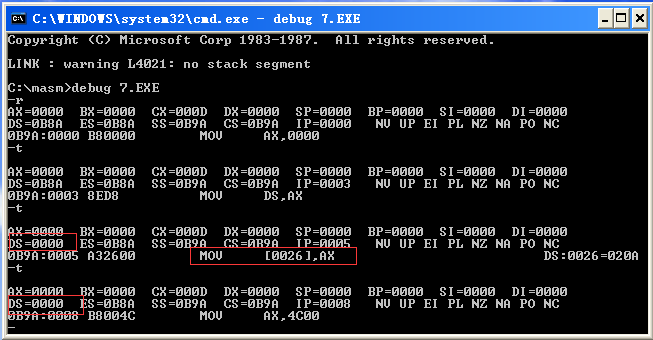 C:\WINDOWS\system32\cmd.exe - debug 7.EXE
Copyright (C) Microsoft Corp 1983-1987.  All rights reserved.
LINK : warning L4021: no stack segment
C:\masm>debug 7.EXE
-r
AX=0000  BX=0000  CX=000D  DX=0000  SP=0000  BP=0000  SI=0000  DI=0000
DS=0B8A  ES=0B8A  SS=0B9A  CS=0B9A  IP=0000   NV UP EI PL NZ NA PO NC
0B9A:0000 B80000        MOV     AX,0000
-t
AX=0000  BX=0000  CX=000D  DX=0000  SP=0000  BP=0000  SI=0000  DI=0000
DS=0B8A  ES=0B8A  SS=0B9A  CS=0B9A  IP=0003   NV UP EI PL NZ NA PO NC
0B9A:0003 8ED8          MOV     DS,AX
-t
AX=0000  BX=0000  CX=000D  DX=0000  SP=0000  BP=0000  SI=0000  DI=0000
DS=0000  ES=0B8A  SS=0B9A  CS=0B9A  IP=0005   NV UP EI PL NZ NA PO NC
0B9A:0005 A32600        MOV     [0026],AX                          DS:0026=020A
-t
AX=0000  BX=0000  CX=000D  DX=0000  SP=0000  BP=0000  SI=0000  DI=0000
DS=0000  ES=0B8A  SS=0B9A  CS=0B9A  IP=0008   NV UP EI PL NZ NA PO NC
0B9A:0008 B8004C        MOV     AX,4C00
-